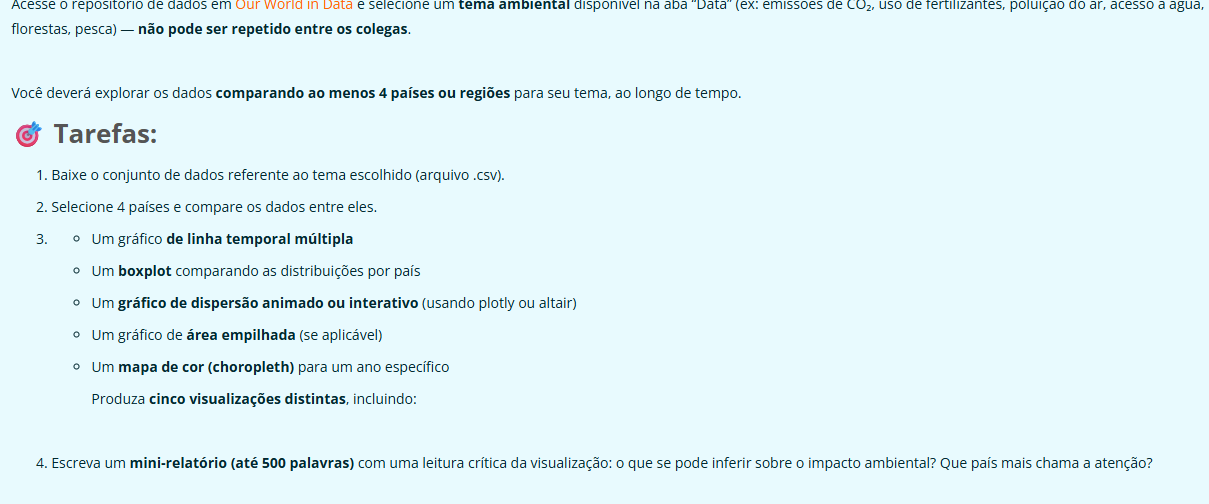 Acesse o repositório de dados em Our World in Data e selecione um tema ambiental disponível na aba "Data" (ex: emissões de CO₂, uso de fertilizantes, poluição do ar, acesso a água,
florestas, pesca) — não pode ser repetido entre os colegas.
Você deverá explorar os dados comparando ao menos 4 países ou regiões para seu tema, ao longo de tempo.
🎯 Tarefas:
1. Baixe o conjunto de dados referente ao tema escolhido (arquivo .csv).
2. Selecione 4 países e compare os dados entre eles.
3. ○ Um gráfico de linha temporal múltipla
○ Um boxplot comparando as distribuições por país
○ Um gráfico de dispersão animado ou interativo (usando plotly ou altair)
○ Um gráfico de área empilhada (se aplicável)
○ Um mapa de cor (choropleth) para um ano específico
Produza cinco visualizações distintas, incluindo:
4. Escreva um mini-relatório (até 500 palavras) com uma leitura crítica da visualização: o que se pode inferir sobre o impacto ambiental? Que país mais chama a atenção?